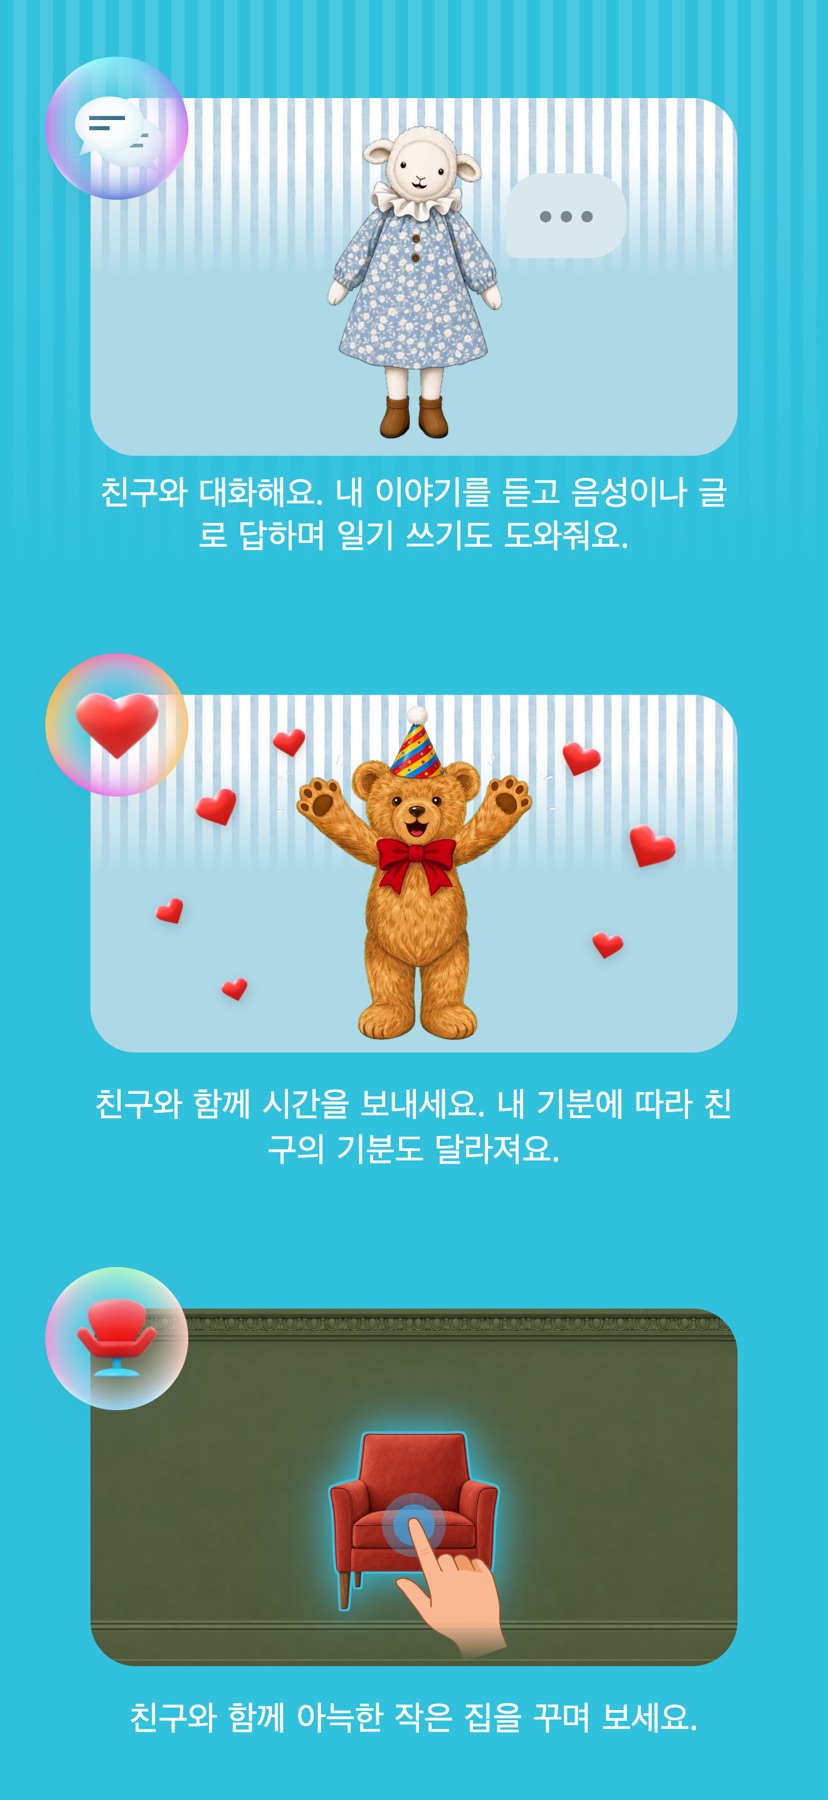 친구와 대화해요. 내 이야기를 듣고 음성이나 글
로 답하며 일기 쓰기도 도와줘요.
친구와 함께 시간을 보내세요. 내 기분에 따라 친
구의 기분도 달라져요.
친구와 함께 아늑한 작은 집을 꾸며 보세요.